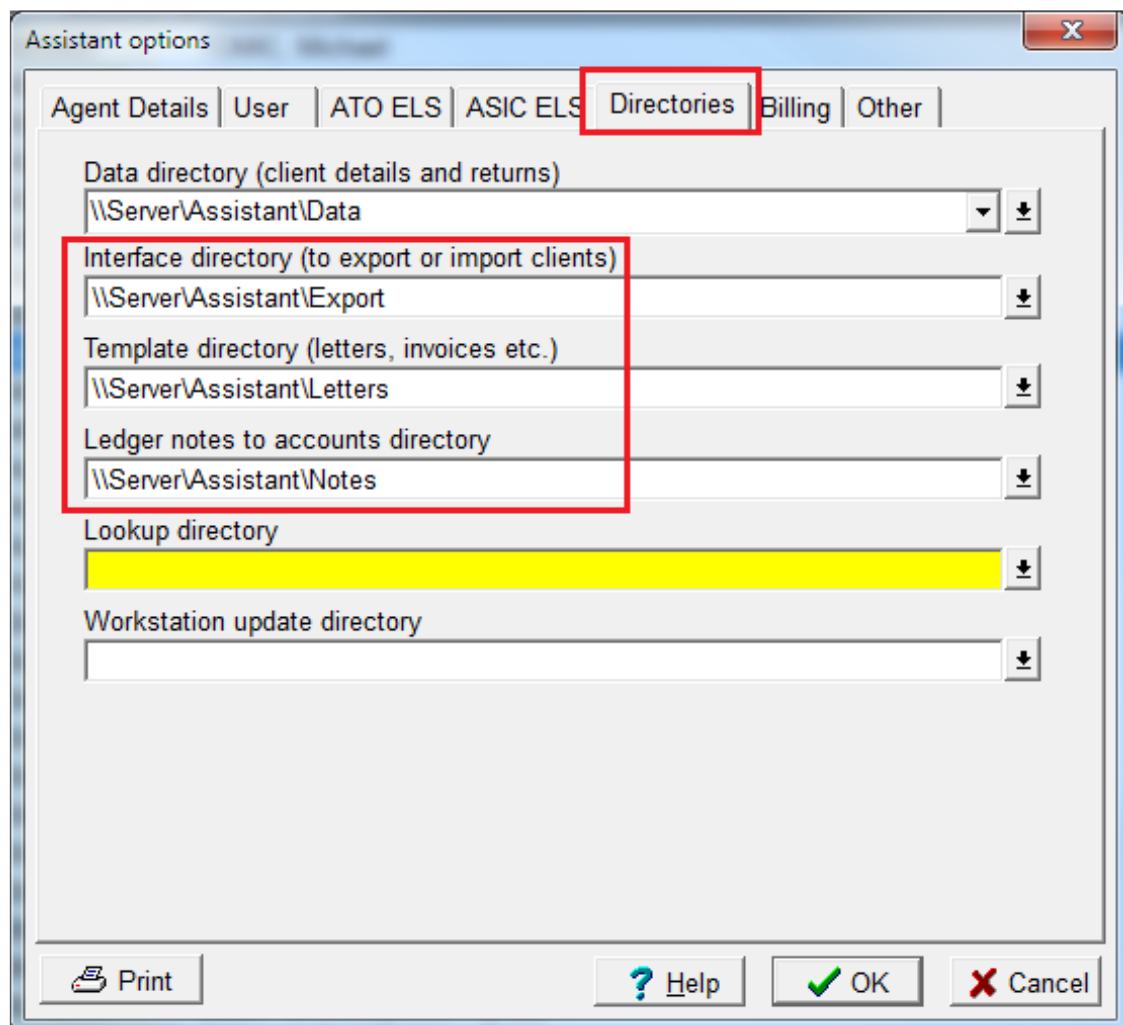 Assistant options
Agent Details User ATO ELS ASIC ELS Directories Billing Other
Data directory (client details and returns)
\\Server\Assistant\Data
Interface directory (to export or import clients)
\\Server\Assistant\Export
Template directory (letters, invoices etc.)
\\Server\Assistant\Letters
Ledger notes to accounts directory
\\Server\Assistant\Notes
Lookup directory
Workstation update directory
Print Help OK Cancel